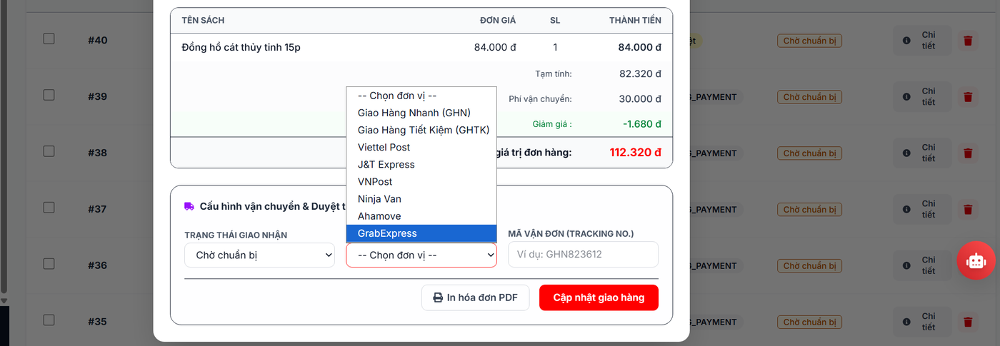 TÊN SÁCH ĐƠN GIÁ SL THÀNH TIỀN
Đồng hồ cát thủy tinh 15p 84.000 đ 1 84.000 đ
Tạm tính: 82.320 đ
Phí vận chuyển: 30.000 đ
Giảm giá : -1.680 đ
giá trị đơn hàng: 112.320 đ
-- Chọn đơn vị --
Giao Hàng Nhanh (GHN)
Giao Hàng Tiết Kiệm (GHTK)
Viettel Post
J&T Express
VNPost
Ninja Van
Ahamove
GrabExpress
Cấu hình vận chuyển & Duyệt t
TRẠNG THÁI GIAO NHẬN
MÃ VẬN ĐƠN (TRACKING NO.)
Chờ chuẩn bị
-- Chọn đơn vị --
Ví dụ: GHN823612
In hóa đơn PDF
Cập nhật giao hàng
#40 Chờ chuẩn bị Chi tiết
#39 _PAYMENT Chờ chuẩn bị Chi tiết
#38 _PAYMENT Chờ chuẩn bị Chi tiết
#37 _PAYMENT Chờ chuẩn bị Chi tiết
#36 _PAYMENT Chờ chuẩn bị Chi tiết
#35 _PAYMENT Chờ chuẩn bị Chi tiết